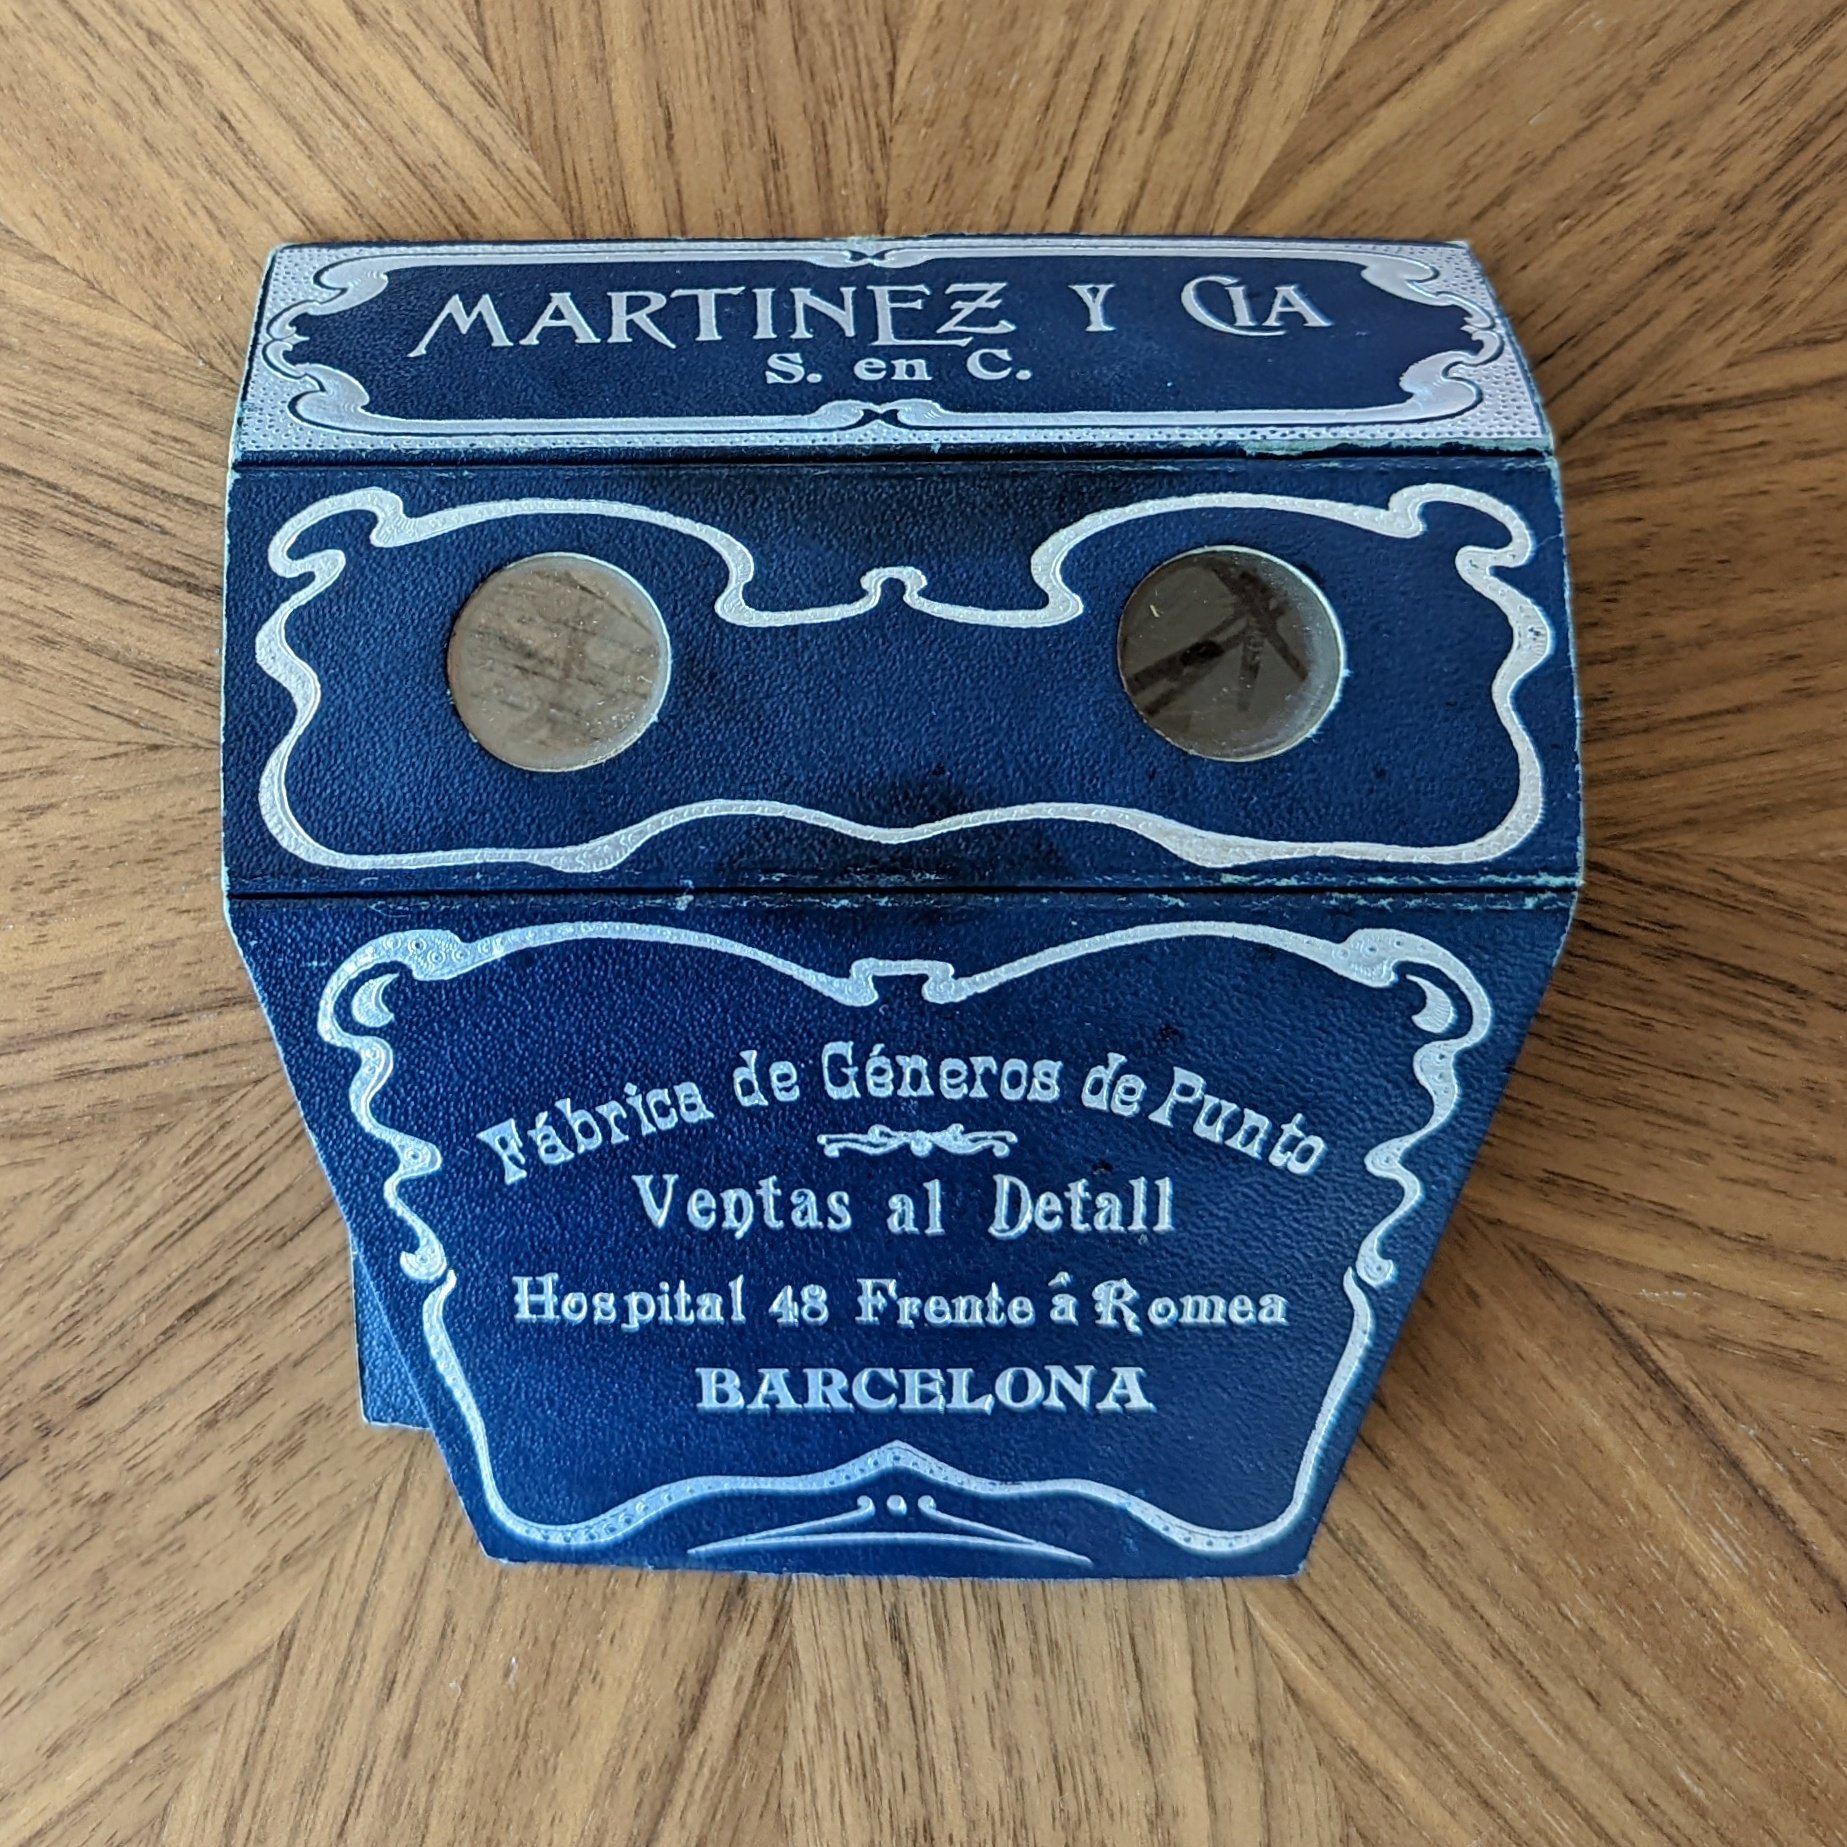 MARTINEZ Y CIA
S. en C.
Fábrica de Géneros de Punto
Ventas al Detall
Hospital 48 Frente â Romea
BARCELONA